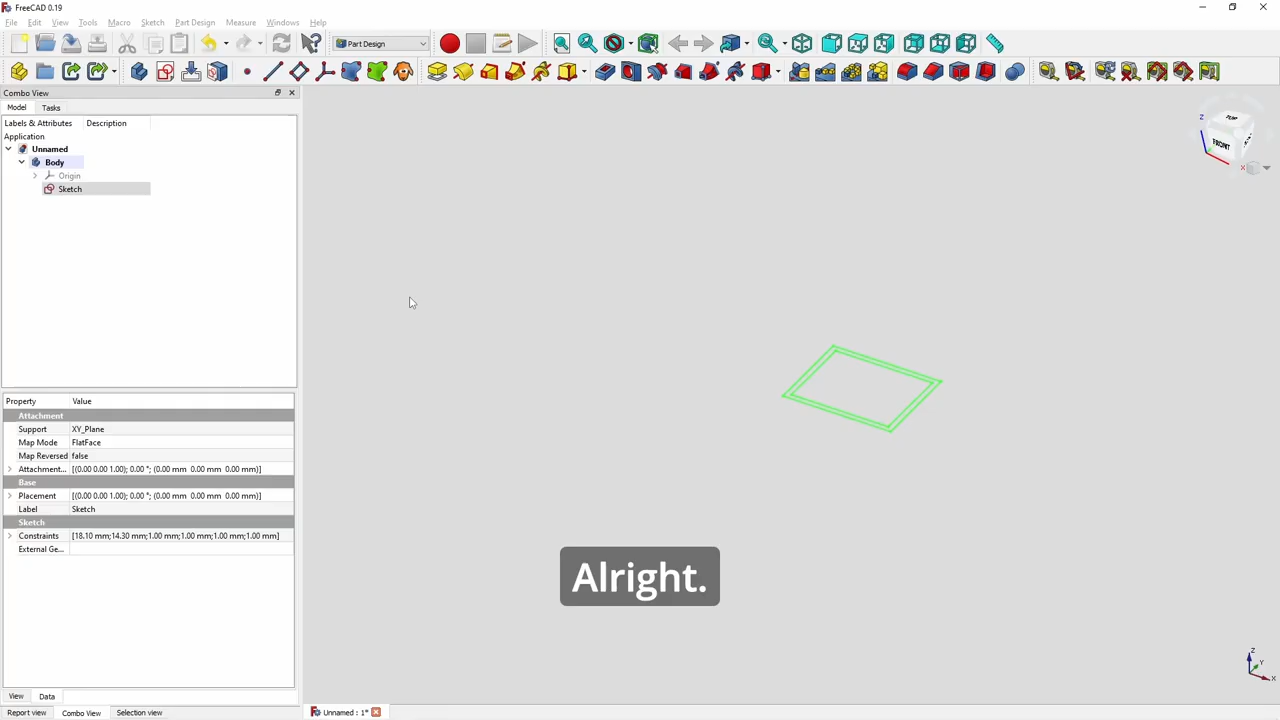 FreeCAD 0.19
File Edit View Tools Macro Sketch Part Design Measure Windows Help
Part Design
Combo View
Model Tasks
Labels & Attributes Description
Application
Unnamed
Body
Origin
Sketch
TOP
FRONT
Z
X
Property Value
Attachment
Support XY_Plane
Map Mode FlatFace
Map Reversed false
Attachment... [(0.00 0.00 1.00); 0.00 °; (0.00 mm 0.00 mm 0.00 mm)]
Base
Placement [(0.00 0.00 1.00); 0.00 °; (0.00 mm 0.00 mm 0.00 mm)]
Label Sketch
Sketch
Constraints [18.10 mm;14.30 mm;1.00 mm;1.00 mm;1.00 mm;1.00 mm]
External Ge...
Alright.
Z
Y
X
View Data
Report view Combo View Selection view
Unnamed : 1*